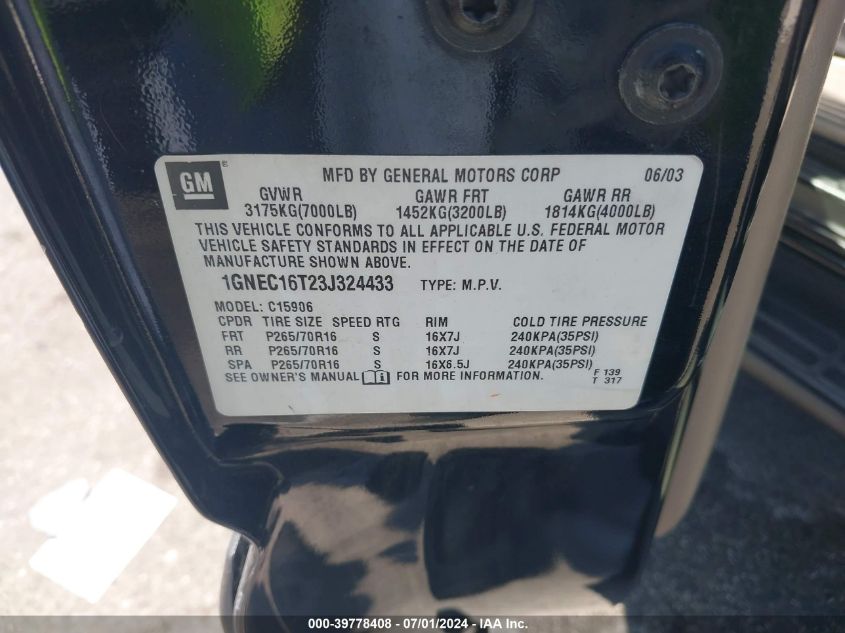 GM ® MFD BY GENERAL MOTORS CORP 06/03
GVWR GAWR FRT GAWR RR
3175KG(7000LB) 1452KG(3200LB) 1814KG(4000LB)
THIS VEHICLE CONFORMS TO ALL APPLICABLE U.S. FEDERAL MOTOR
VEHICLE SAFETY STANDARDS IN EFFECT ON THE DATE OF
MANUFACTURE SHOWN ABOVE.
1GNEC16T23J324433 TYPE: M.P.V.
MODEL: C15906
CPDR TIRE SIZE SPEED RTG RIM COLD TIRE PRESSURE
FRT P265/70R16 S 16X7J 240KPA(35PSI)
RR P265/70R16 S 16X7J 240KPA(35PSI)
SPA P265/70R16 S 16X6.5J 240KPA(35PSI)
SEE OWNER'S MANUAL i FOR MORE INFORMATION. F 139
T 317
000-39778408 - 07/01/2024 - IAA Inc.